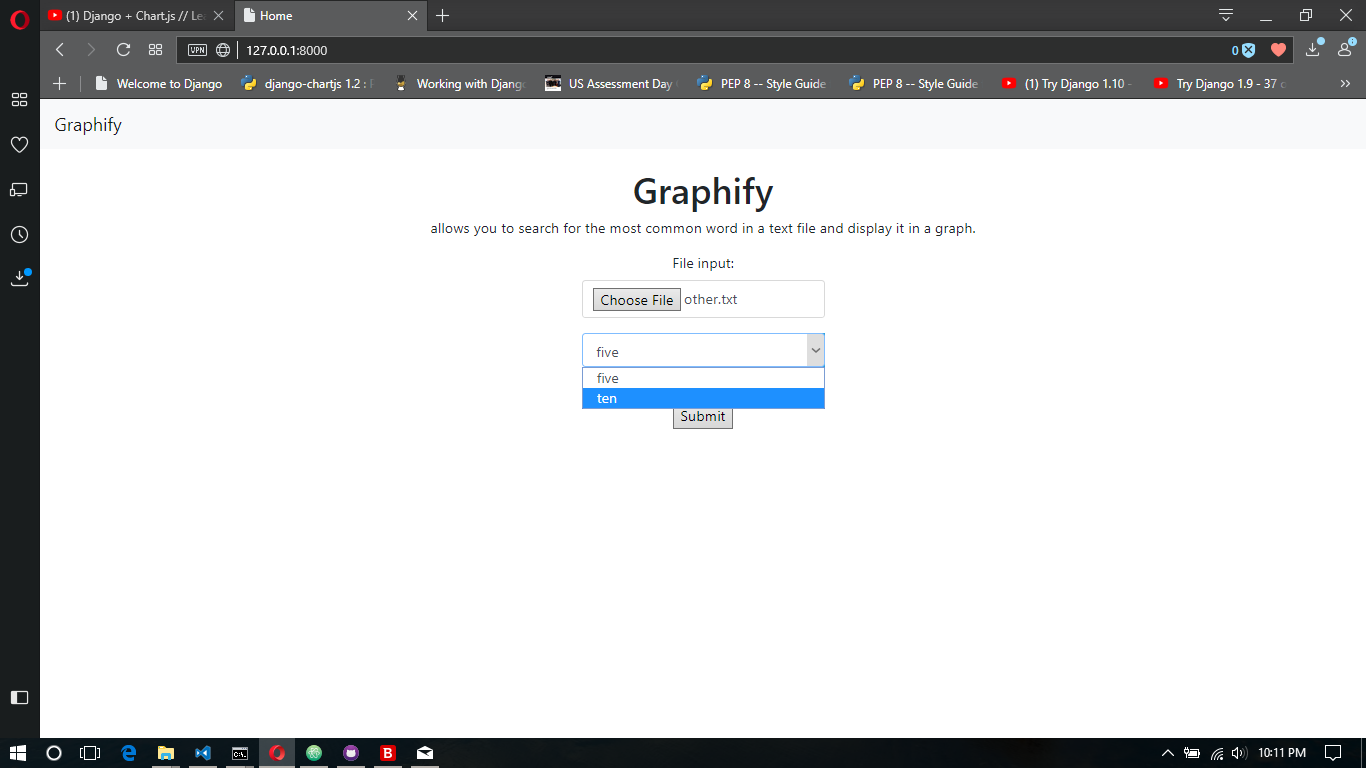 (1) Django + Chart.js // Le
Home
VPN
127.0.0.1:8000
0
Welcome to Django
django-chartjs 1.2 :
Working with Django
US Assessment Day
PEP 8 -- Style Guide
PEP 8 -- Style Guide
(1) Try Django 1.10 -
Try Django 1.9 - 37
Graphify
Graphify
allows you to search for the most common word in a text file and display it in a graph.
File input:
Choose File other.txt
five
five
ten
Submit
10:11 PM